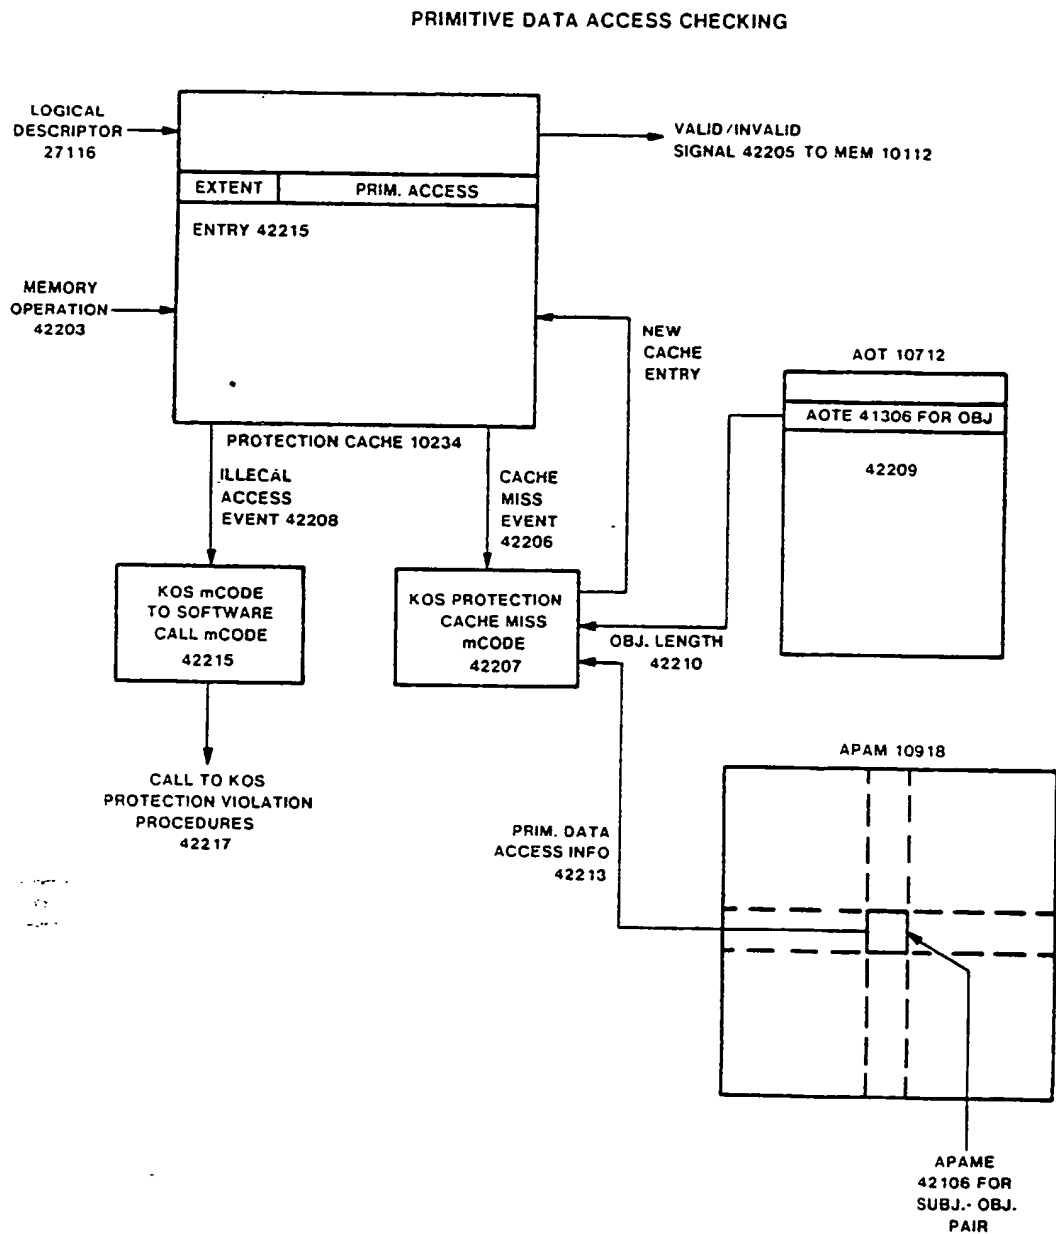 PRIMITIVE DATA ACCESS CHECKING
LOGICAL
DESCRIPTOR
27116
VALID/INVALID
SIGNAL 42205 TO MEM 10112
EXTENT
PRIM. ACCESS
ENTRY 42215
MEMORY
OPERATION
42203
NEW
CACHE
ENTRY
AOT 10712
AOTE 41306 FOR OBJ
42209
PROTECTION CACHE 10234
ILLECAL
ACCESS
EVENT 42208
CACHE
MISS
EVENT
42206
KOS mCODE
TO SOFTWARE
CALL mCODE
42215
KOS PROTECTION
CACHE MISS
mCODE
42207
OBJ. LENGTH
42210
CALL TO KOS
PROTECTION VIOLATION
PROCEDURES
42217
APAM 10918
PRIM. DATA
ACCESS INFO
42213
APAME
42106 FOR
SUBJ.- OBJ.
PAIR